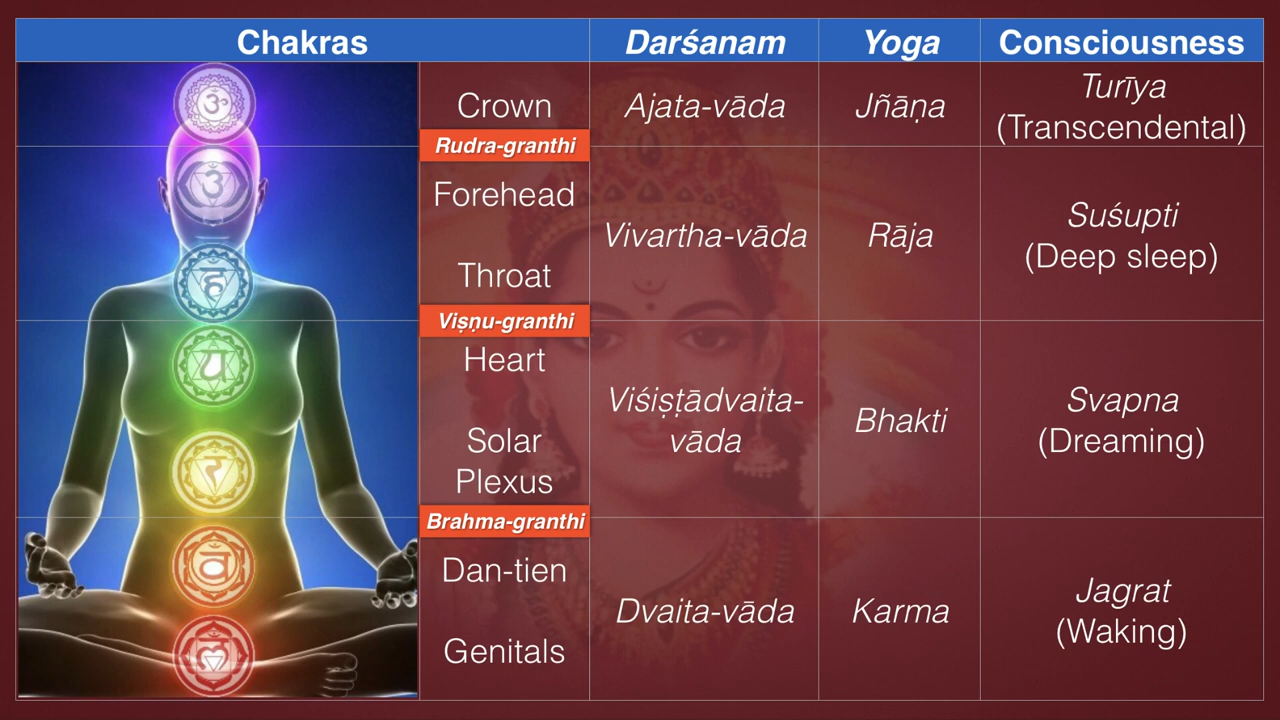 Chakras
Darśanam
Yoga
Consciousness
ॐ
Crown
Ajata-vāda
Jñāṇa
Turīya
(Transcendental)
Rudra-granthi
ॐ
Forehead
Throat
Vivartha-vāda
Rāja
Suśupti
(Deep sleep)
हं
Viṣṇu-granthi
यं
Heart
Solar
Plexus
Viśiṣṭādvaita-
vāda
Bhakti
Svapna
(Dreaming)
रं
Brahma-granthi
वं
Dan-tien
Genitals
Dvaita-vāda
Karma
Jagrat
(Waking)
लं